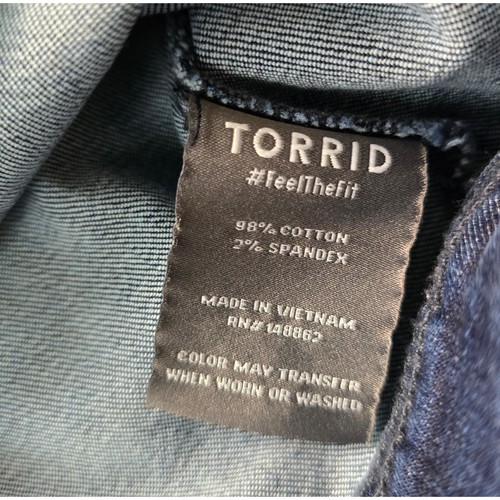 TORRID
#FeelTheFit
98% COTTON
2% SPANDEX
MADE IN VIETNAM
RN# 148862
COLOR MAY TRANSFER
WHEN WORN OR WASHED